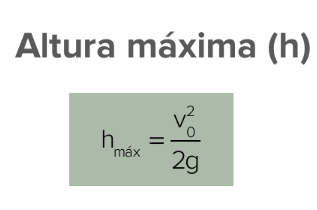 Altura máxima (h)
h_máx = v_0^2 / 2g